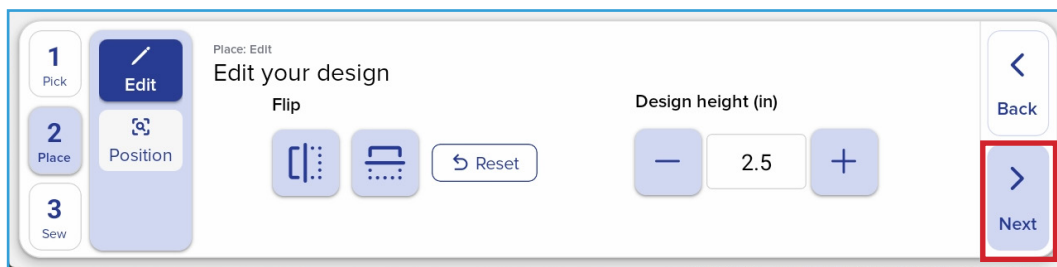 1
Pick
2
Place
3
Sew
Edit
Position
Place: Edit
Edit your design
Flip
Reset
Design height (in)
2.5
Back
Next